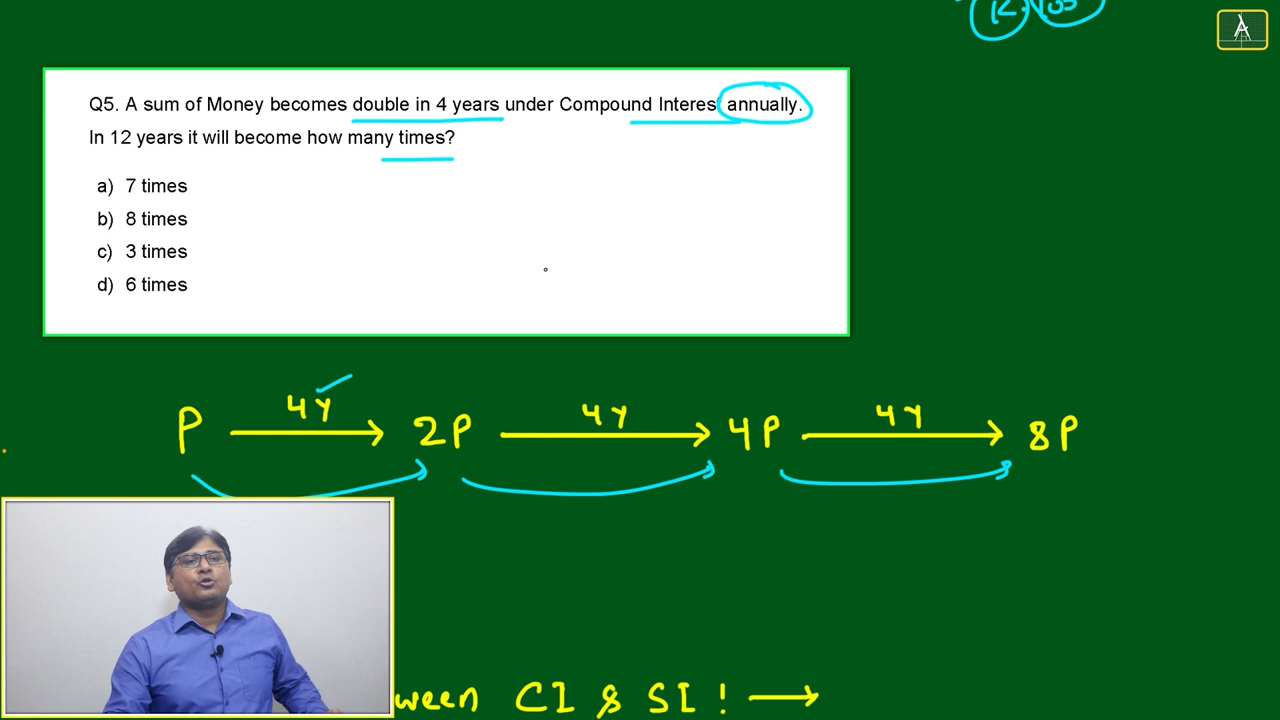 Q5. A sum of Money becomes double in 4 years under Compound Interes annually.
In 12 years it will become how many times?
a) 7 times
b) 8 times
c) 3 times
d) 6 times
4Y 4Y 4Y
P → 2P → 4P → 8P
ween CI & SI ! →